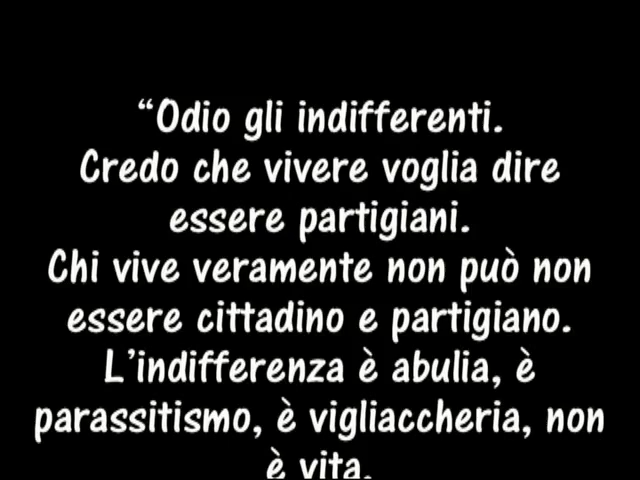 “Odio gli indifferenti.
Credo che vivere voglia dire
essere partigiani.
Chi vive veramente non può non
essere cittadino e partigiano.
L’indifferenza è abulia, è
parassitismo, è vigliaccheria, non
è vita.